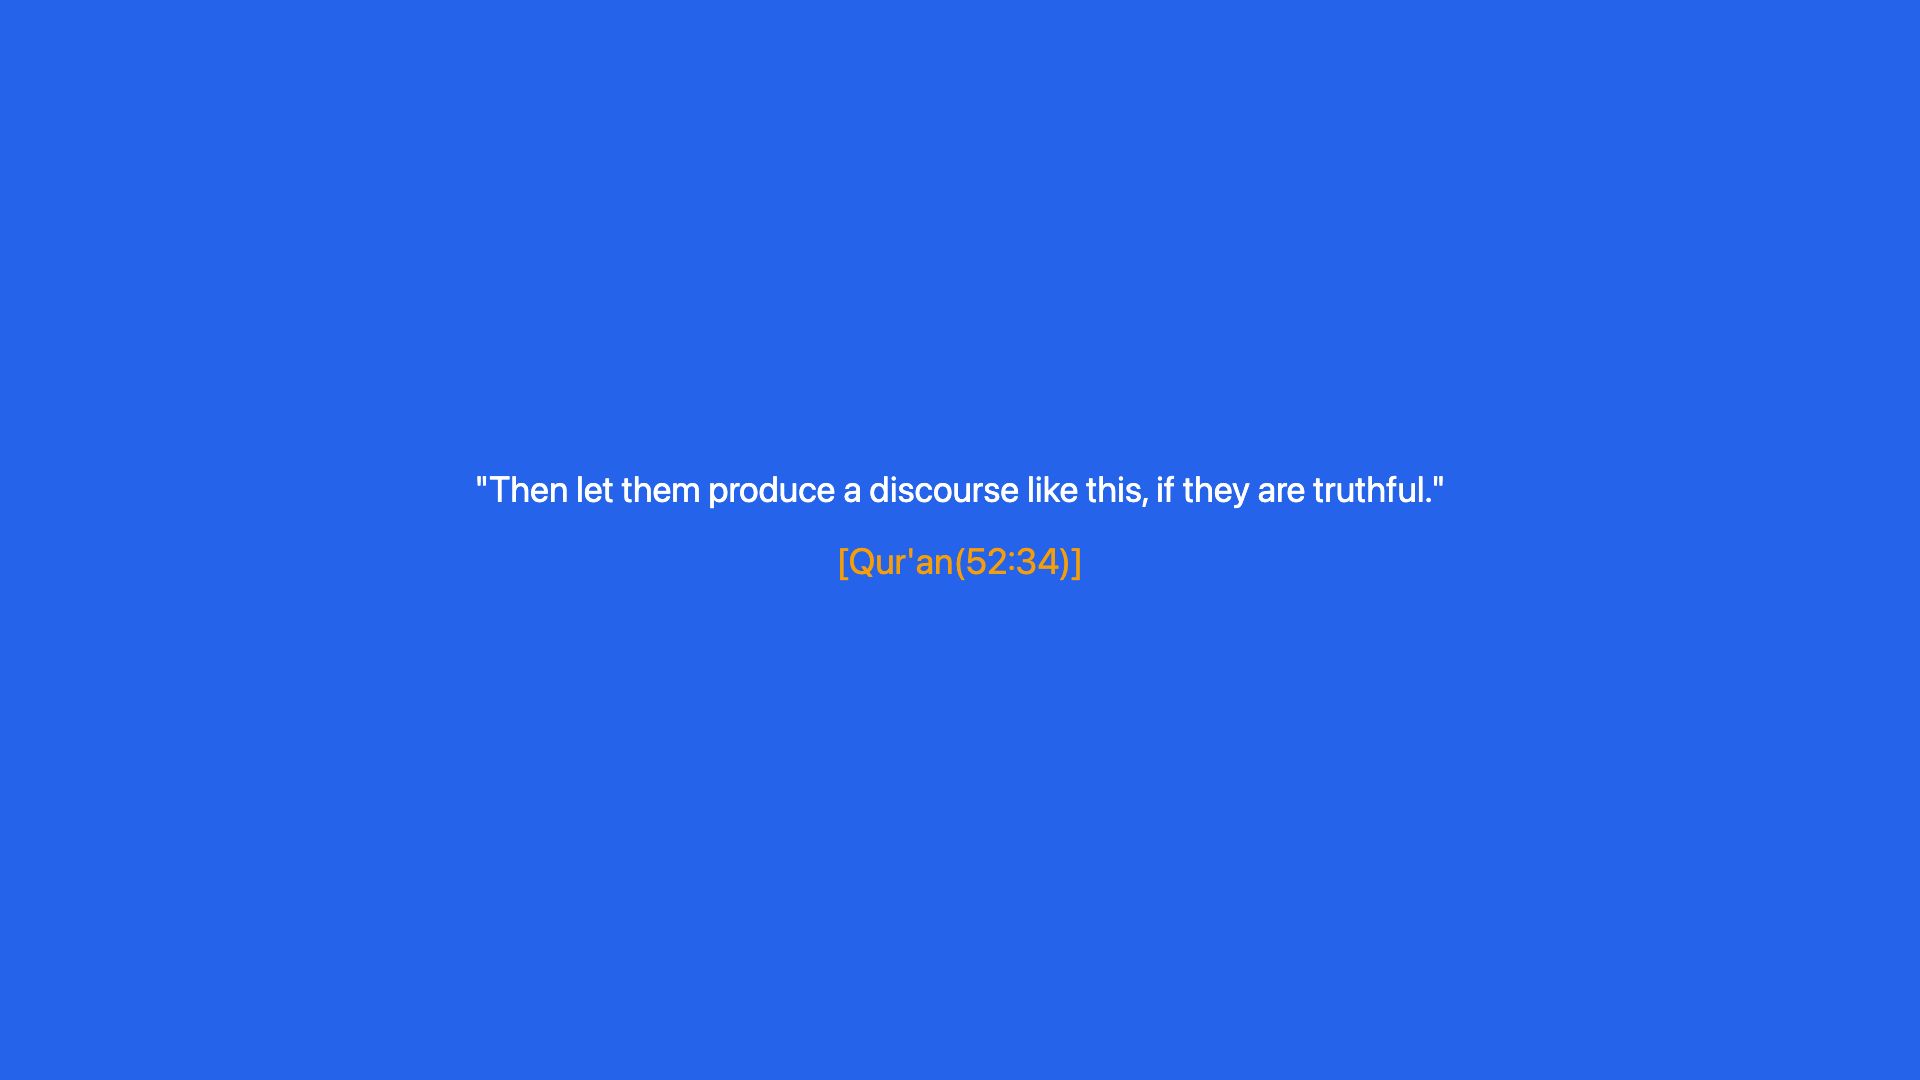 "Then let them produce a discourse like this, if they are truthful."
[Qur'an(52:34)]